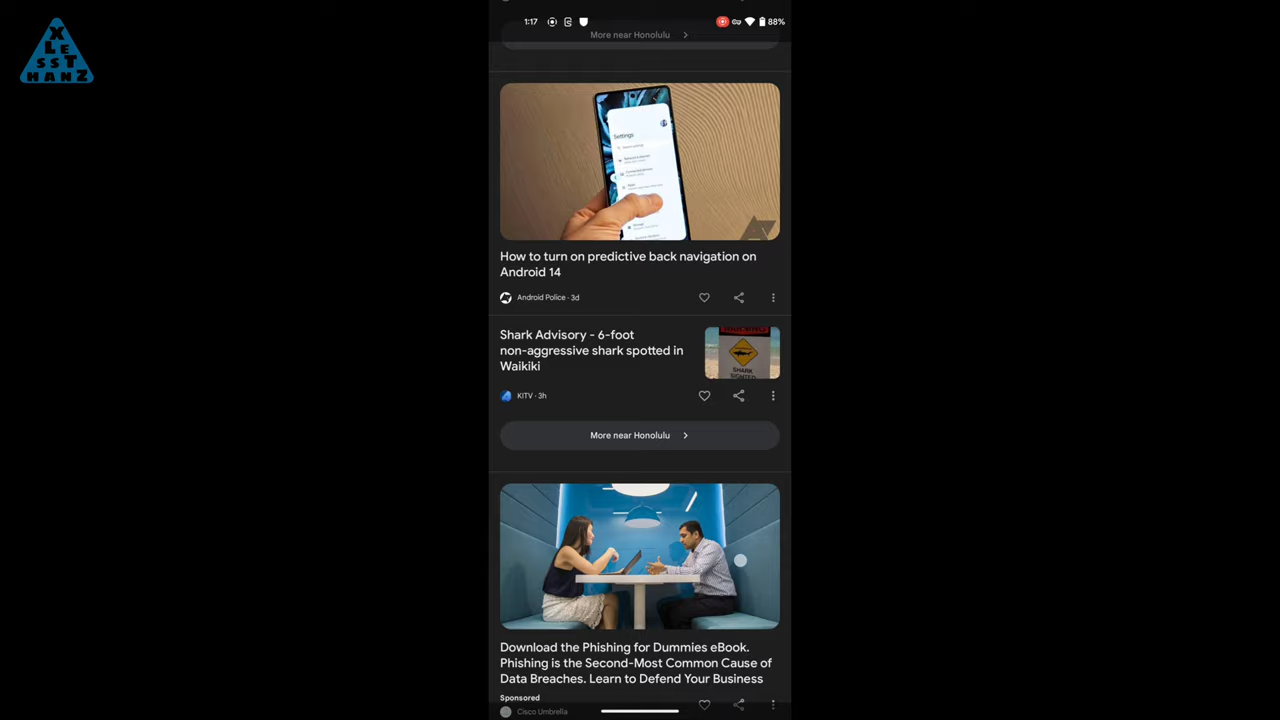 X
LE
SST
HANZ
1:17
88%
More near Honolulu
Settings
How to turn on predictive back navigation on
Android 14
Android Police · 3d
Shark Advisory - 6-foot
non-aggressive shark spotted in
Waikiki
SHARK
SIGHTED
KITV · 3h
More near Honolulu
Download the Phishing for Dummies eBook.
Phishing is the Second-Most Common Cause of
Data Breaches. Learn to Defend Your Business
Sponsored
Cisco Umbrella